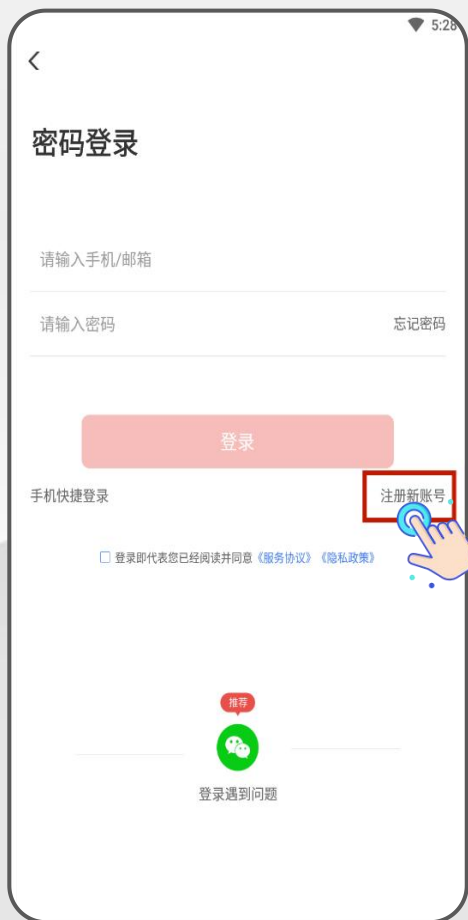 5:28
密码登录
请输入手机/邮箱
请输入密码
忘记密码
登录
手机快捷登录
注册新账号
登录即代表您已经阅读并同意《服务协议》《隐私政策》
推荐
登录遇到问题